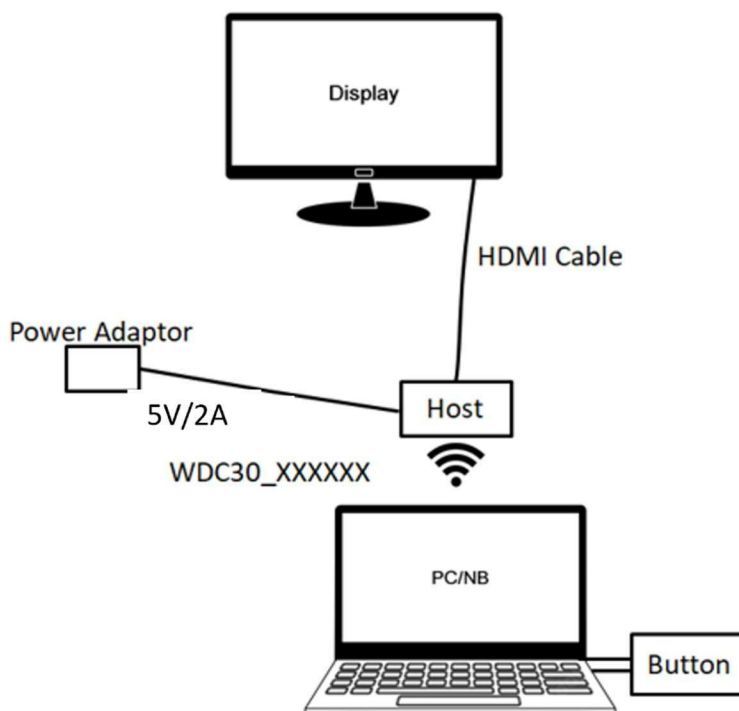 Display
HDMI Cable
Power Adaptor
5V/2A
Host
WDC30_XXXXXX
PC/NB
Button